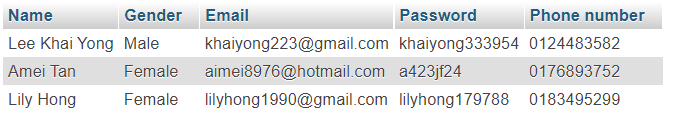 Name Gender Email Password Phone number
Lee Khai Yong Male khaiyong223@gmail.com khaiyong333954 0124483582
Amei Tan Female aimei8976@hotmail.com a423jf24 0176893752
Lily Hong Female lilyhong1990@gmail.com lilyhong179788 0183495299